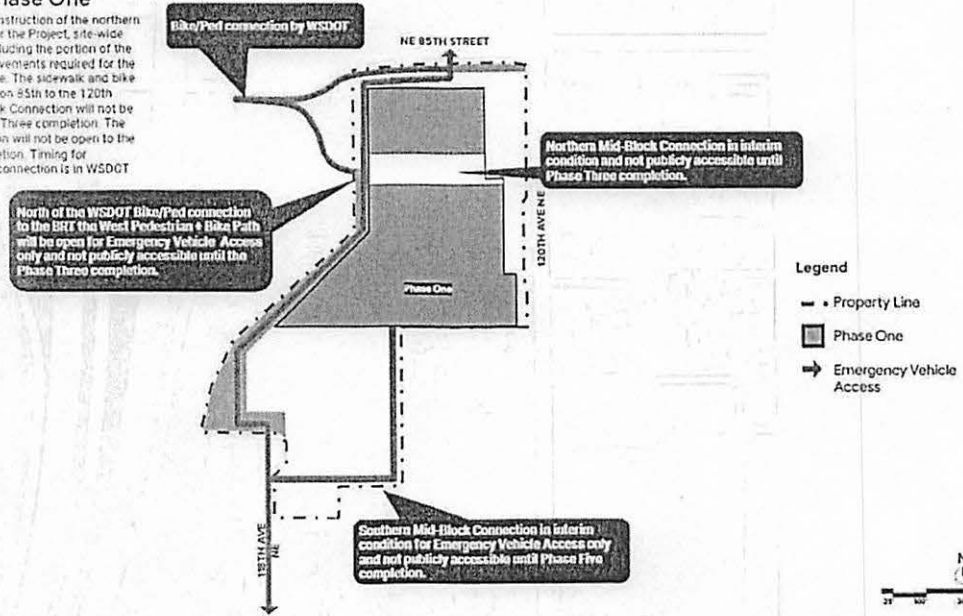 Phase One
nstruction of the northern
r the Project, site-wide
luding the portion of the
vements required for the
e. The sidewalk and bike
on 85th to the 120th
k Connection will not be
Three completion. The
n will not be open to the
etion. Timing for
connection is in WSDOT
Bike/Ped connection by WSDOT
NE 85TH STREET
Northern Mid-Block Connection in interim
condition and not publicly accessible until
Phase Three completion.
North of the WSDOT Bike/Ped connection
to the BRT the West Pedestrian + Bike Path
will be open for Emergency Vehicle Access
only and not publicly accessible until the
Phase Three completion.
120TH AVE NE
Phase One
Legend
Property Line
Phase One
Emergency Vehicle
Access
Southern Mid-Block Connection in interim
condition for Emergency Vehicle Access only
and not publicly accessible until Phase Five
completion.
118TH AVE
NE
N